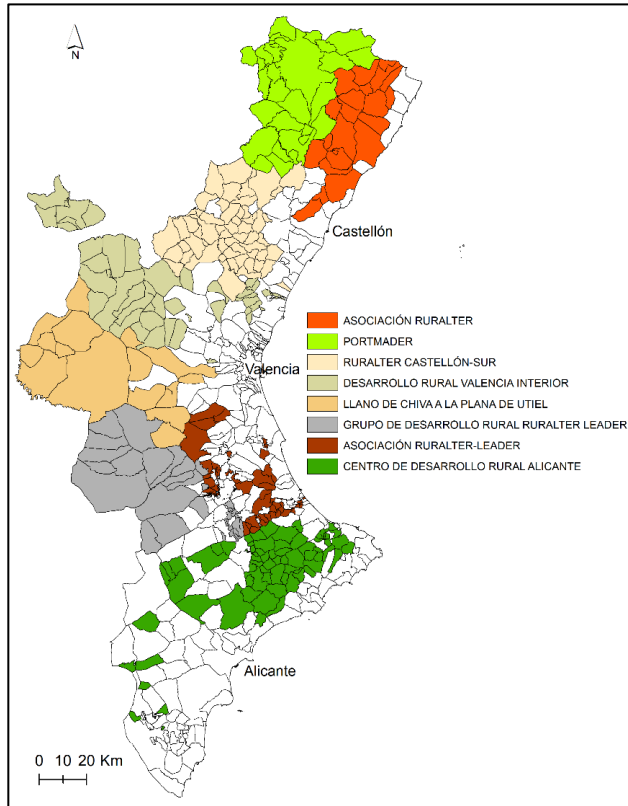 N
Castellón
ASOCIACIÓN RURALTER
PORTMADER
RURALTER CASTELLÓN-SUR
DESARROLLO RURAL VALENCIA INTERIOR
Valencia
LLANO DE CHIVA A LA PLANA DE UTIEL
GRUPO DE DESARROLLO RURAL RURALTER LEADER
ASOCIACIÓN RURALTER-LEADER
CENTRO DE DESARROLLO RURAL ALICANTE
Alicante
0 10 20 Km